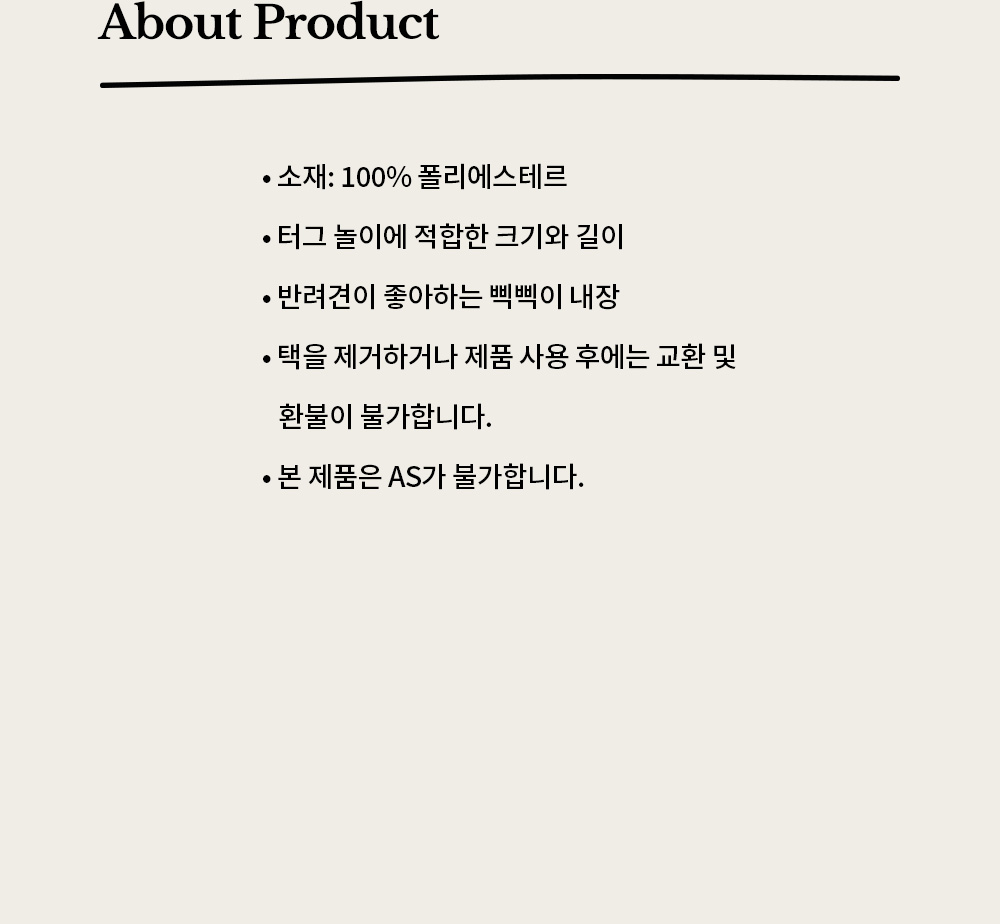 About Product
• 소재: 100% 폴리에스테르
• 터그 놀이에 적합한 크기와 길이
• 반려견이 좋아하는 삑삑이 내장
• 택을 제거하거나 제품 사용 후에는 교환 및
환불이 불가합니다.
• 본 제품은 AS가 불가합니다.